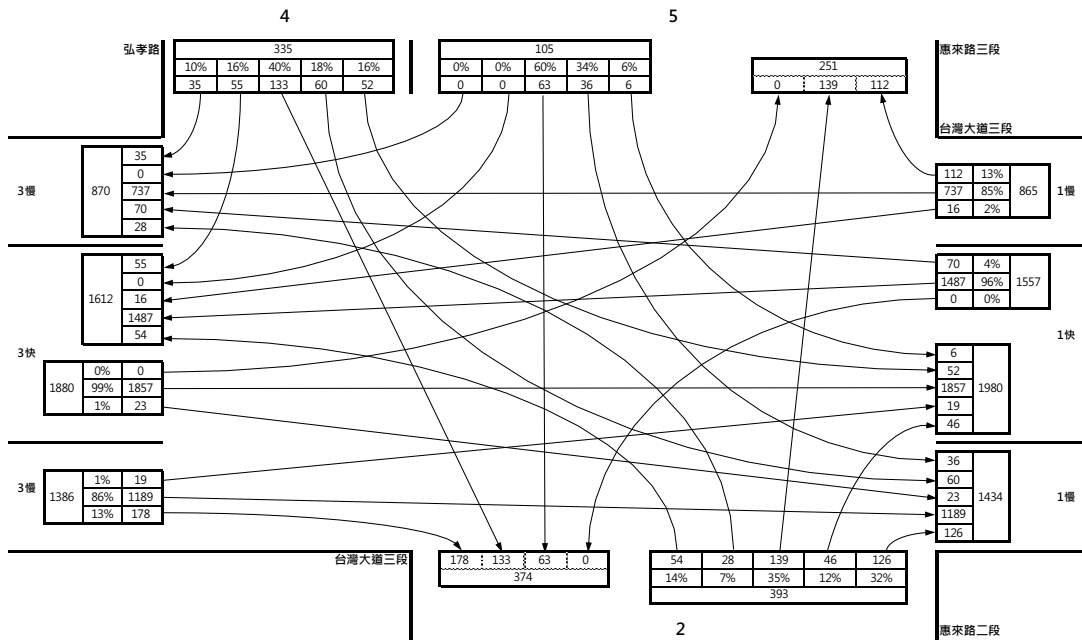 4 5
弘孝路 335 105 惠來路三段
10% 16% 40% 18% 16% 0% 0% 60% 34% 6% 251
35 55 133 60 52 0 0 63 36 6 0 139 112
台灣大道三段
3慢 870 35 0 737 70 28
112 13% 865 1慢
737 85%
16 2%
1612 55 0 16 1487 54
70 4% 1557
1487 96%
0 0%
3快 1快
1880 0% 0
99% 1857
1% 23
6 52 1857 19 46 1980
3慢 1386 1% 19
86% 1189
13% 178
36 60 23 1189 126 1434 1慢
台灣大道三段 178 133 63 0 54 28 139 46 126
374 14% 7% 35% 12% 32%
393
2 惠來路二段